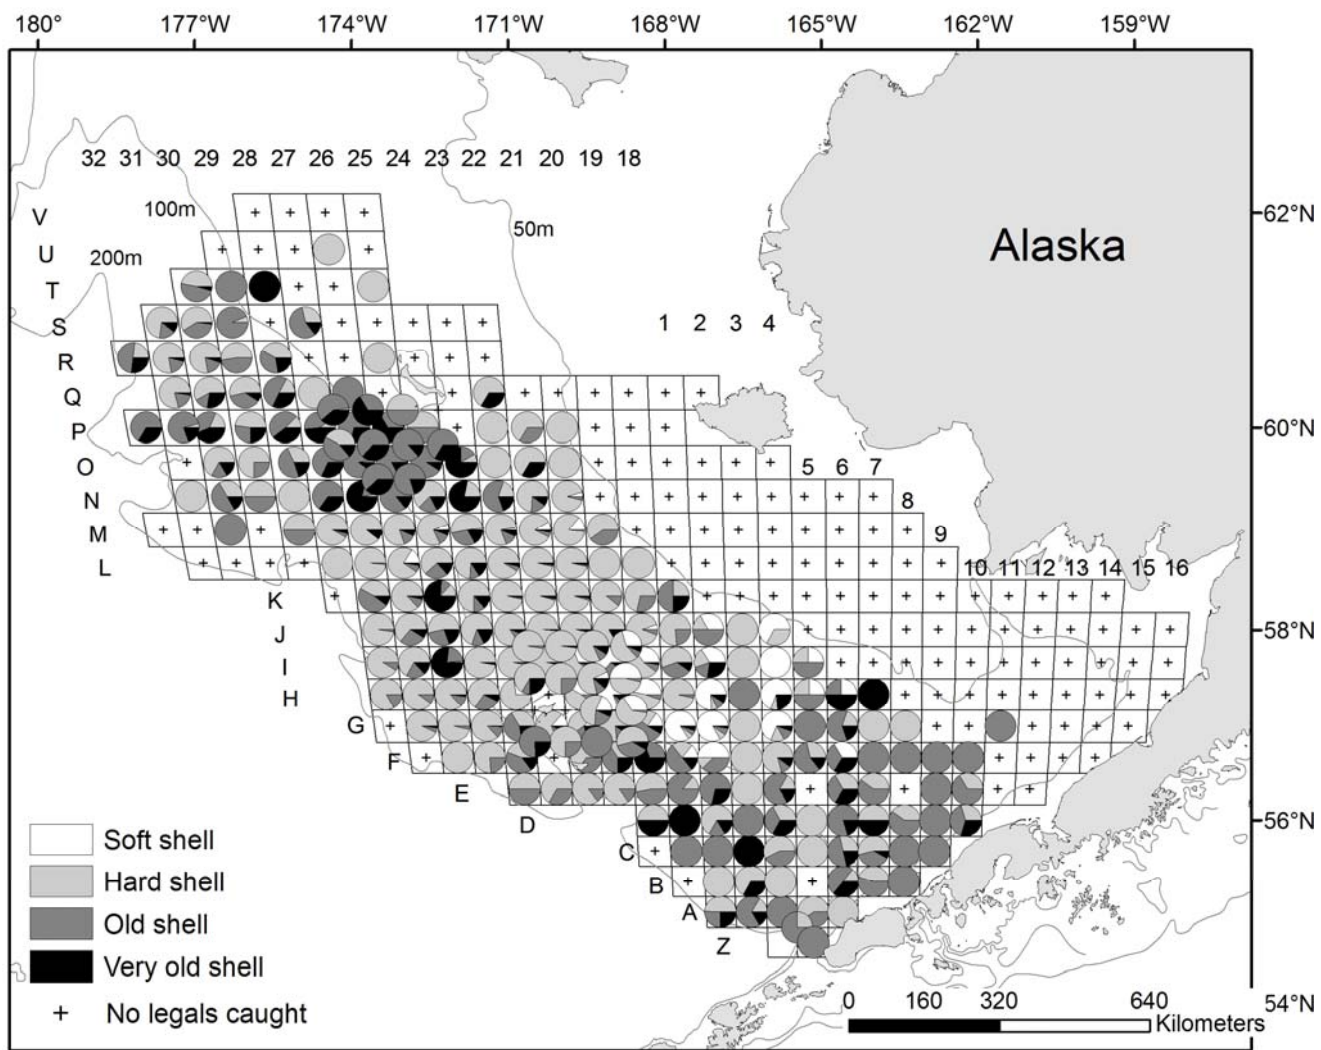 180° 177°W 174°W 171°W 168°W 165°W 162°W 159°W
32 31 30 29 28 27 26 25 24 23 22 21 20 19 18
V
100m
62°N
50m
U
Alaska
200m
T
S
1 2 3 4
R
Q
P
60°N
O
5 6 7
N
8
M
9
L
10 11 12 13 14 15 16
K
J
58°N
I
H
G
F
E
D
56°N
Soft shell
C
Hard shell
B
A
Old shell
Z
Very old shell
0 160 320 640
54°N
+ No legals caught
Kilometers